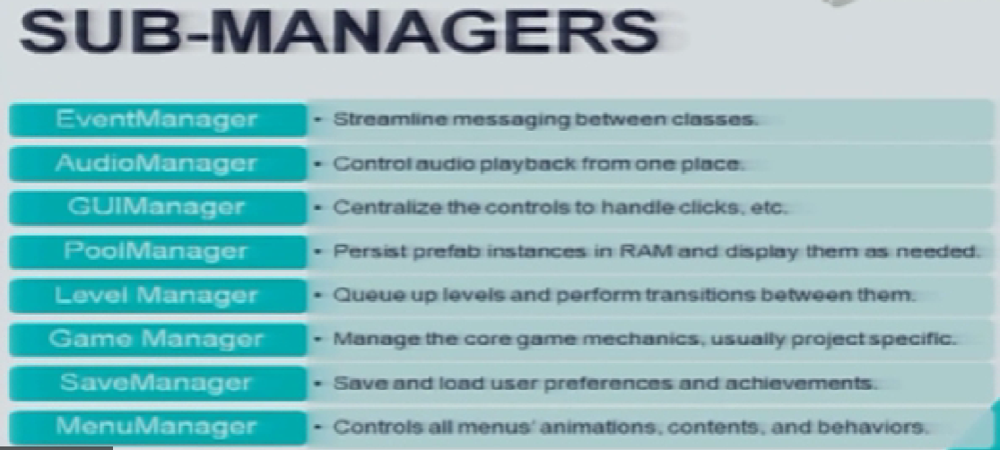 SUB-MANAGERS
EventManager • Streamline messaging between classes.
AudioManager • Control audio playback from one place.
GUIManager • Centralize the controls to handle clicks, etc.
PoolManager • Persist prefab instances in RAM and display them as needed.
Level Manager • Queue up levels and perform transitions between them.
Game Manager • Manage the core game mechanics, usually project specific.
SaveManager • Save and load user preferences and achievements.
MenuManager • Controls all menus' animations, contents, and behaviors.